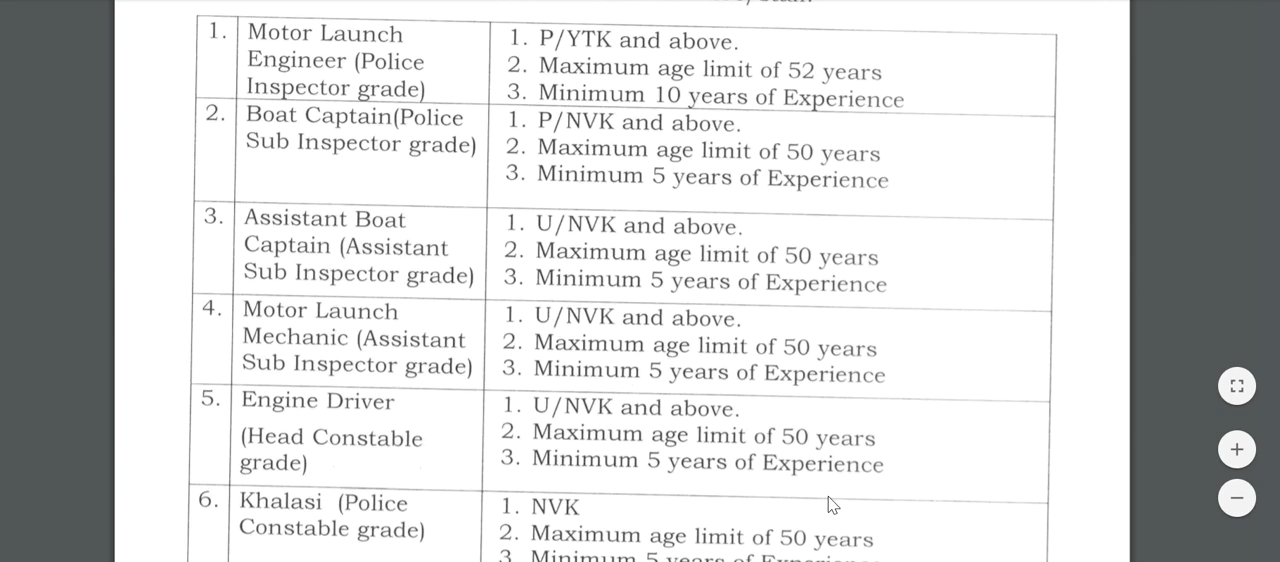 1. Motor Launch
Engineer (Police
Inspector grade)
1. P/YTK and above.
2. Maximum age limit of 52 years
3. Minimum 10 years of Experience
2. Boat Captain(Police
Sub Inspector grade)
1. P/NVK and above.
2. Maximum age limit of 50 years
3. Minimum 5 years of Experience
3. Assistant Boat
Captain (Assistant
Sub Inspector grade)
1. U/NVK and above.
2. Maximum age limit of 50 years
3. Minimum 5 years of Experience
4. Motor Launch
Mechanic (Assistant
Sub Inspector grade)
1. U/NVK and above.
2. Maximum age limit of 50 years
3. Minimum 5 years of Experience
5. Engine Driver
(Head Constable
grade)
1. U/NVK and above.
2. Maximum age limit of 50 years
3. Minimum 5 years of Experience
6. Khalasi (Police
Constable grade)
1. NVK
2. Maximum age limit of 50 years
3. Minimum 5 years of Experience